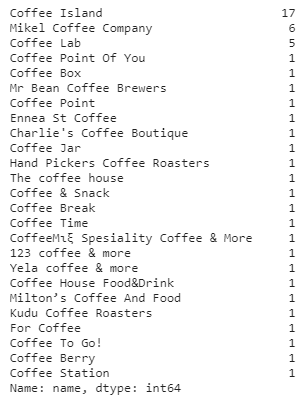 Coffee Island 17
Mikel Coffee Company 6
Coffee Lab 5
Coffee Point Of You 1
Coffee Box 1
Mr Bean Coffee Brewers 1
Coffee Point 1
Ennea St Coffee 1
Charlie's Coffee Boutique 1
Coffee Jar 1
Hand Pickers Coffee Roasters 1
The coffee house 1
Coffee & Snack 1
Coffee Break 1
Coffee Time 1
CoffeeΜιξ Spesiality Coffee & More 1
123 coffee & more 1
Yela coffee & more 1
Coffee House Food&Drink 1
Milton’s Coffee And Food 1
Kudu Coffee Roasters 1
For Coffee 1
Coffee To Go! 1
Coffee Berry 1
Coffee Station 1
Name: name, dtype: int64